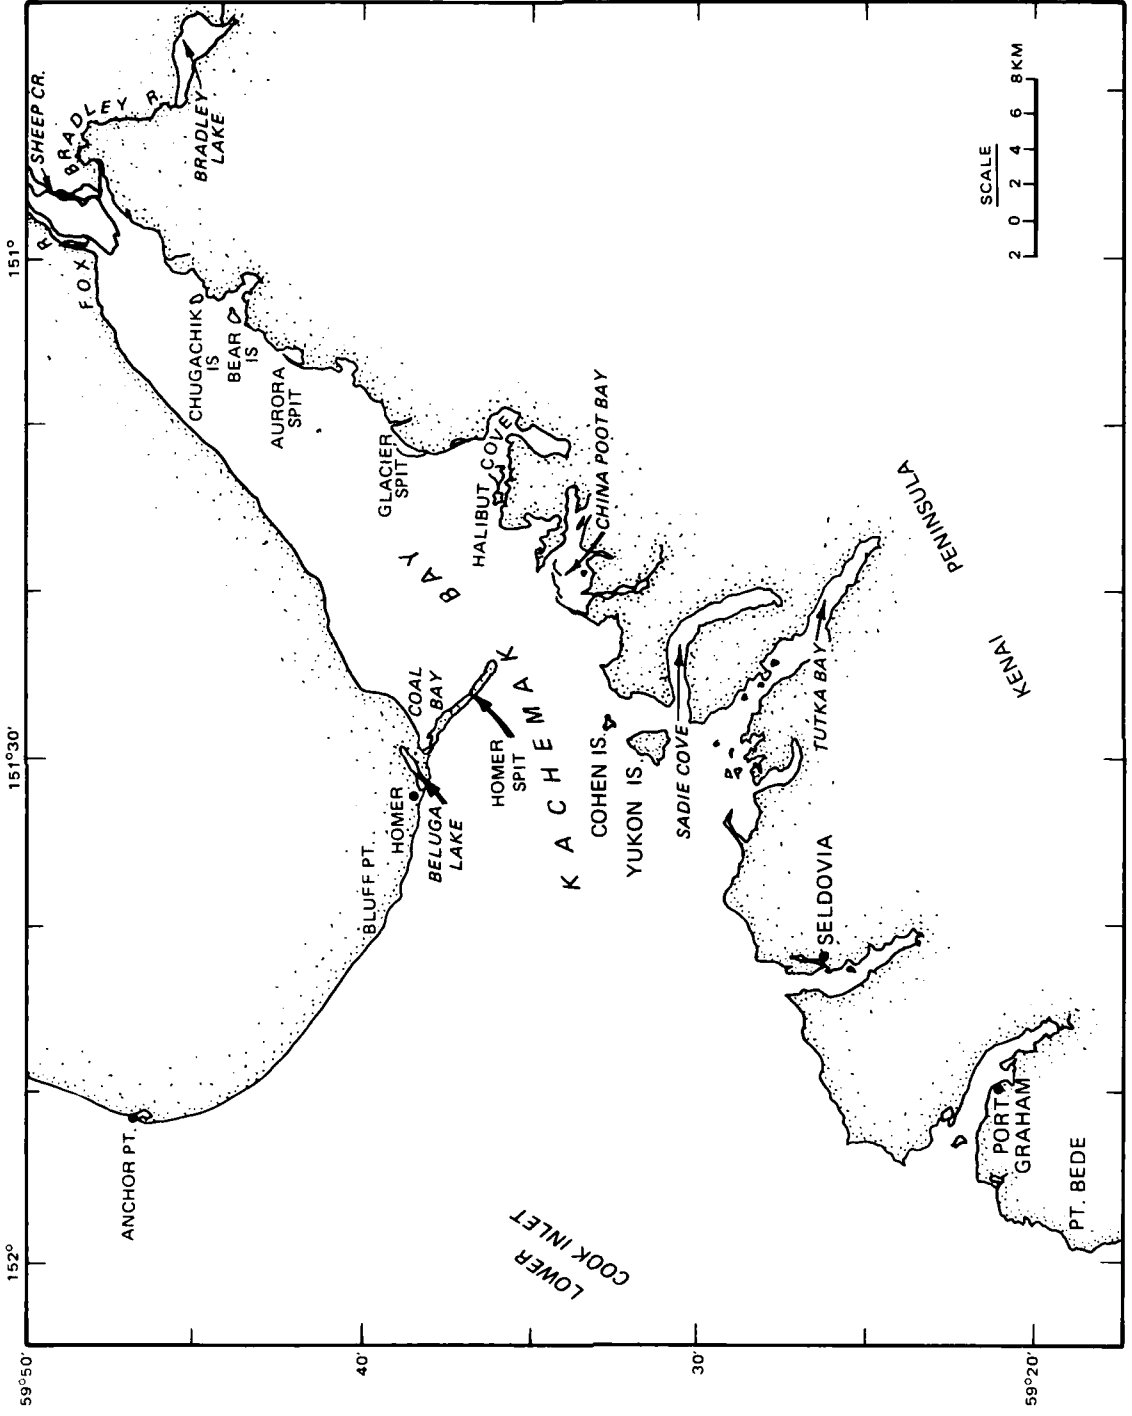 152°
151°30'
151°
59°50'
40'
30'
59°20'
SHEEP CR.
BRADLEY R.
BRADLEY
LAKE
FOX R.
CHUGACHIK
IS
BEAR
IS
AURORA
SPIT
GLACIER
SPIT
HALIBUT COVE
CHINA POOT BAY
COAL
BAY
HOMER
SPIT
HOMER
BELUGA
LAKE
BLUFF PT.
ANCHOR PT.
KACHEMAK BAY
COHEN IS.
YUKON IS.
SADIE COVE
TUTKA BAY
SELDOVIA
PORT
GRAHAM
PT. BEDE
LOWER
COOK INLET
KENAI PENINSULA
SCALE
2 0 2 4 6 8 KM